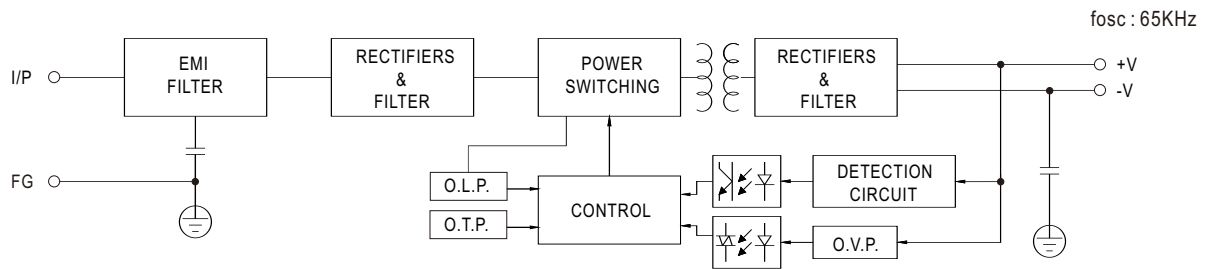 fosc : 65KHz
I/P
EMI
FILTER
RECTIFIERS
&
FILTER
POWER
SWITCHING
RECTIFIERS
&
FILTER
+V
-V
FG
O.L.P.
O.T.P.
CONTROL
DETECTION
CIRCUIT
O.V.P.